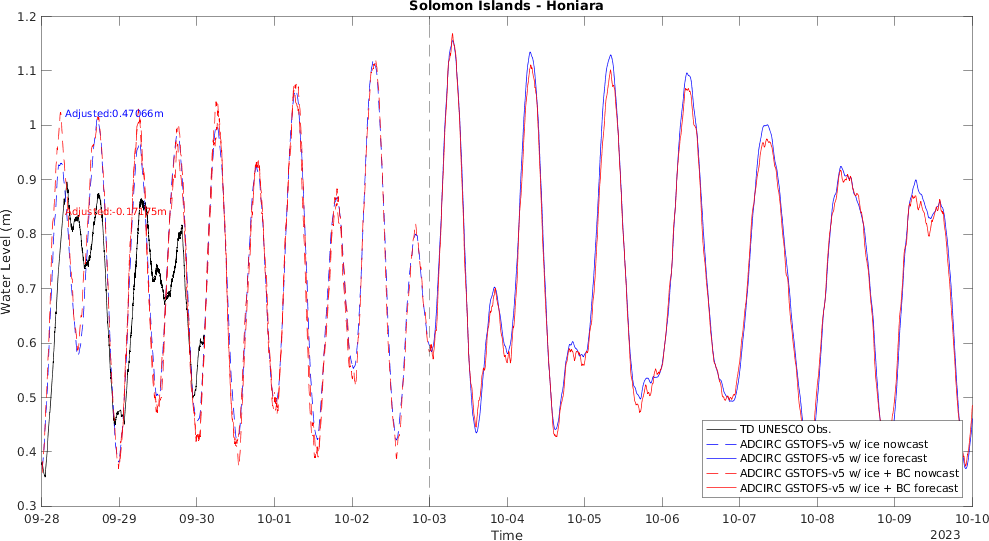 Solomon Islands - Honiara
Water Level (m)
1.2
1.1
1
0.9
0.8
0.7
0.6
0.5
0.4
0.3
Adjusted:0.47066m
Adjusted:-0.17175m
TD UNESCO Obs.
ADCIRC GSTOFS-v5 w/ ice nowcast
ADCIRC GSTOFS-v5 w/ ice forecast
ADCIRC GSTOFS-v5 w/ ice + BC nowcast
ADCIRC GSTOFS-v5 w/ ice + BC forecast
09-28 09-29 09-30 10-01 10-02 10-03 10-04 10-05 10-06 10-07 10-08 10-09 10-10
Time
2023